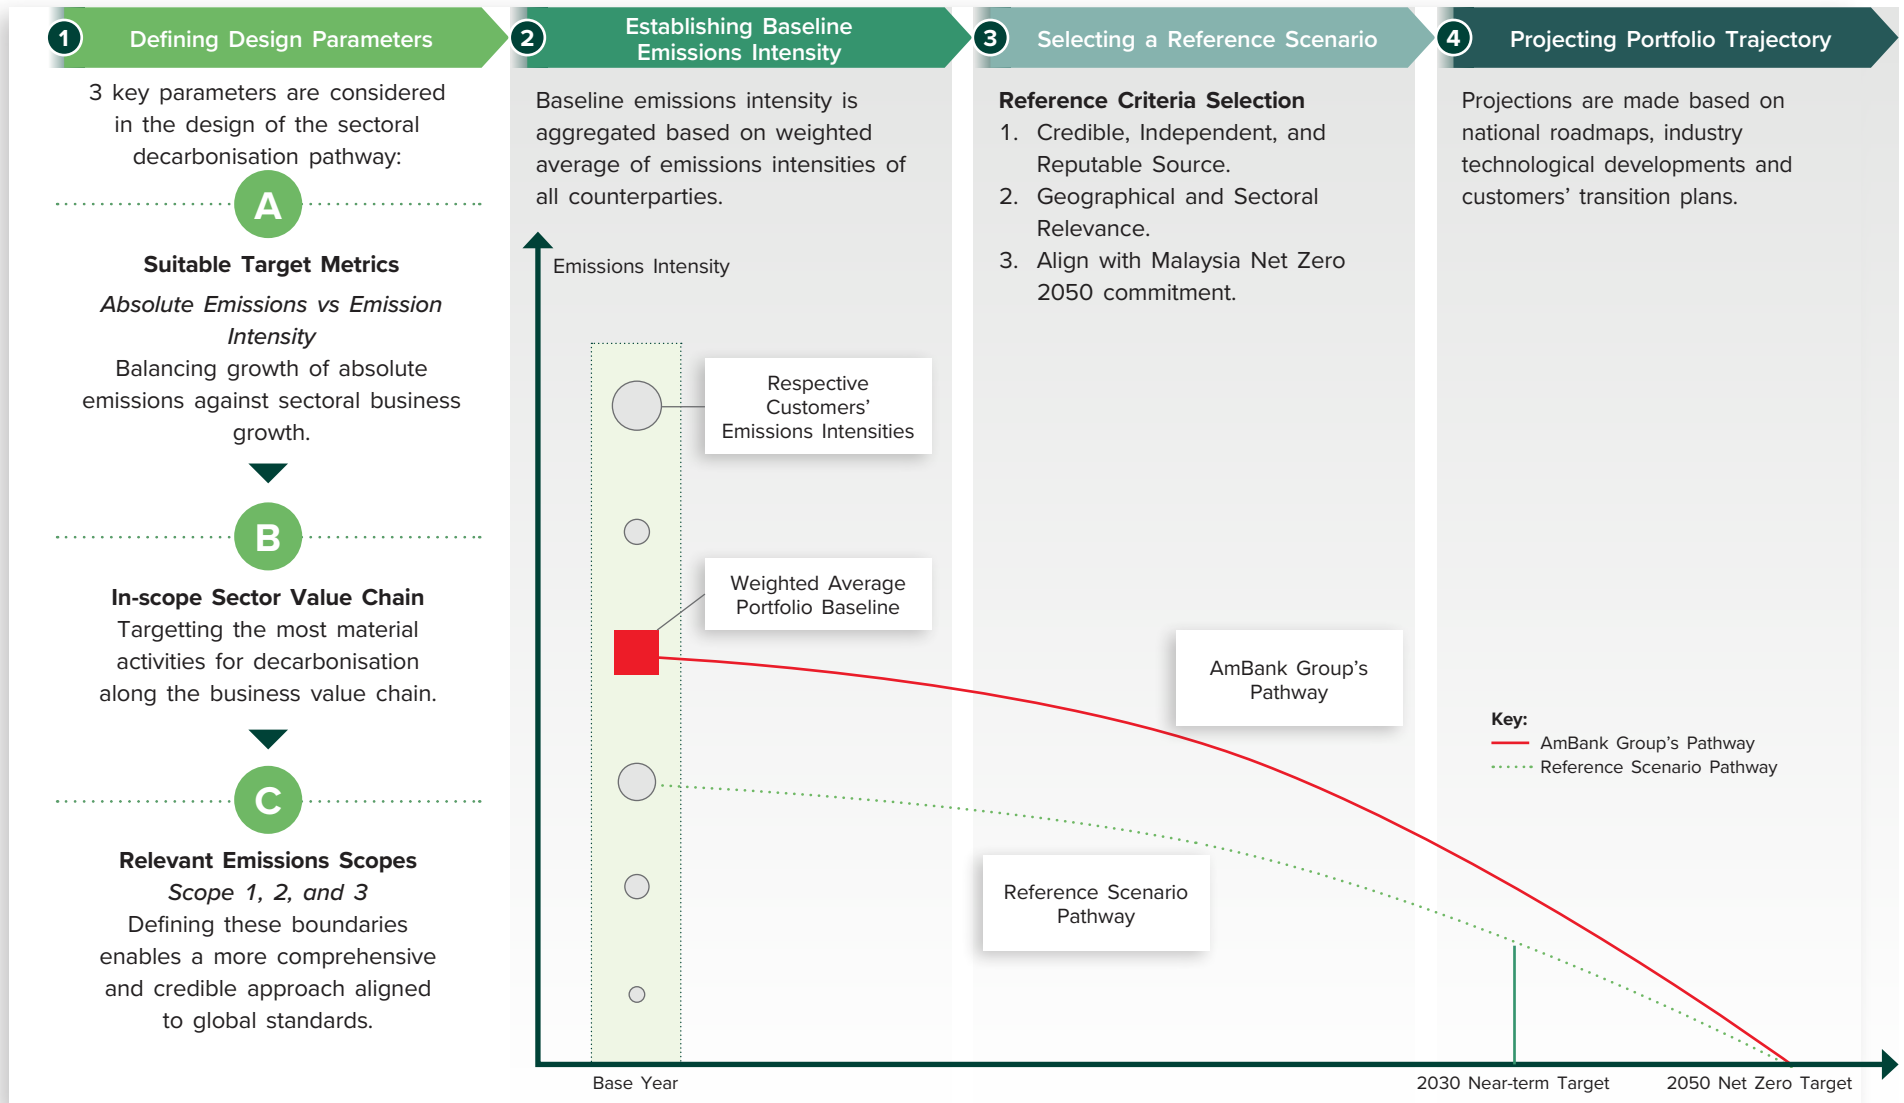 1
Defining Design Parameters
3 key parameters are considered
in the design of the sectoral
decarbonisation pathway:
A
Suitable Target Metrics
Absolute Emissions vs Emission
Intensity
Balancing growth of absolute
emissions against sectoral business
growth.
B
In-scope Sector Value Chain
Targetting the most material
activities for decarbonisation
along the business value chain.
C
Relevant Emissions Scopes
Scope 1, 2, and 3
Defining these boundaries
enables a more comprehensive
and credible approach aligned
to global standards.
2
Establishing Baseline
Emissions Intensity
Baseline emissions intensity is
aggregated based on weighted
average of emissions intensities of
all counterparties.
Emissions Intensity
Respective
Customers’
Emissions Intensities
Weighted Average
Portfolio Baseline
3
Selecting a Reference Scenario
Reference Criteria Selection
1. Credible, Independent, and
Reputable Source.
2. Geographical and Sectoral
Relevance.
3. Align with Malaysia Net Zero
2050 commitment.
AmBank Group’s
Pathway
Reference Scenario
Pathway
4
Projecting Portfolio Trajectory
Projections are made based on
national roadmaps, industry
technological developments and
customers’ transition plans.
Key:
AmBank Group’s Pathway
Reference Scenario Pathway
Base Year
2030 Near-term Target
2050 Net Zero Target